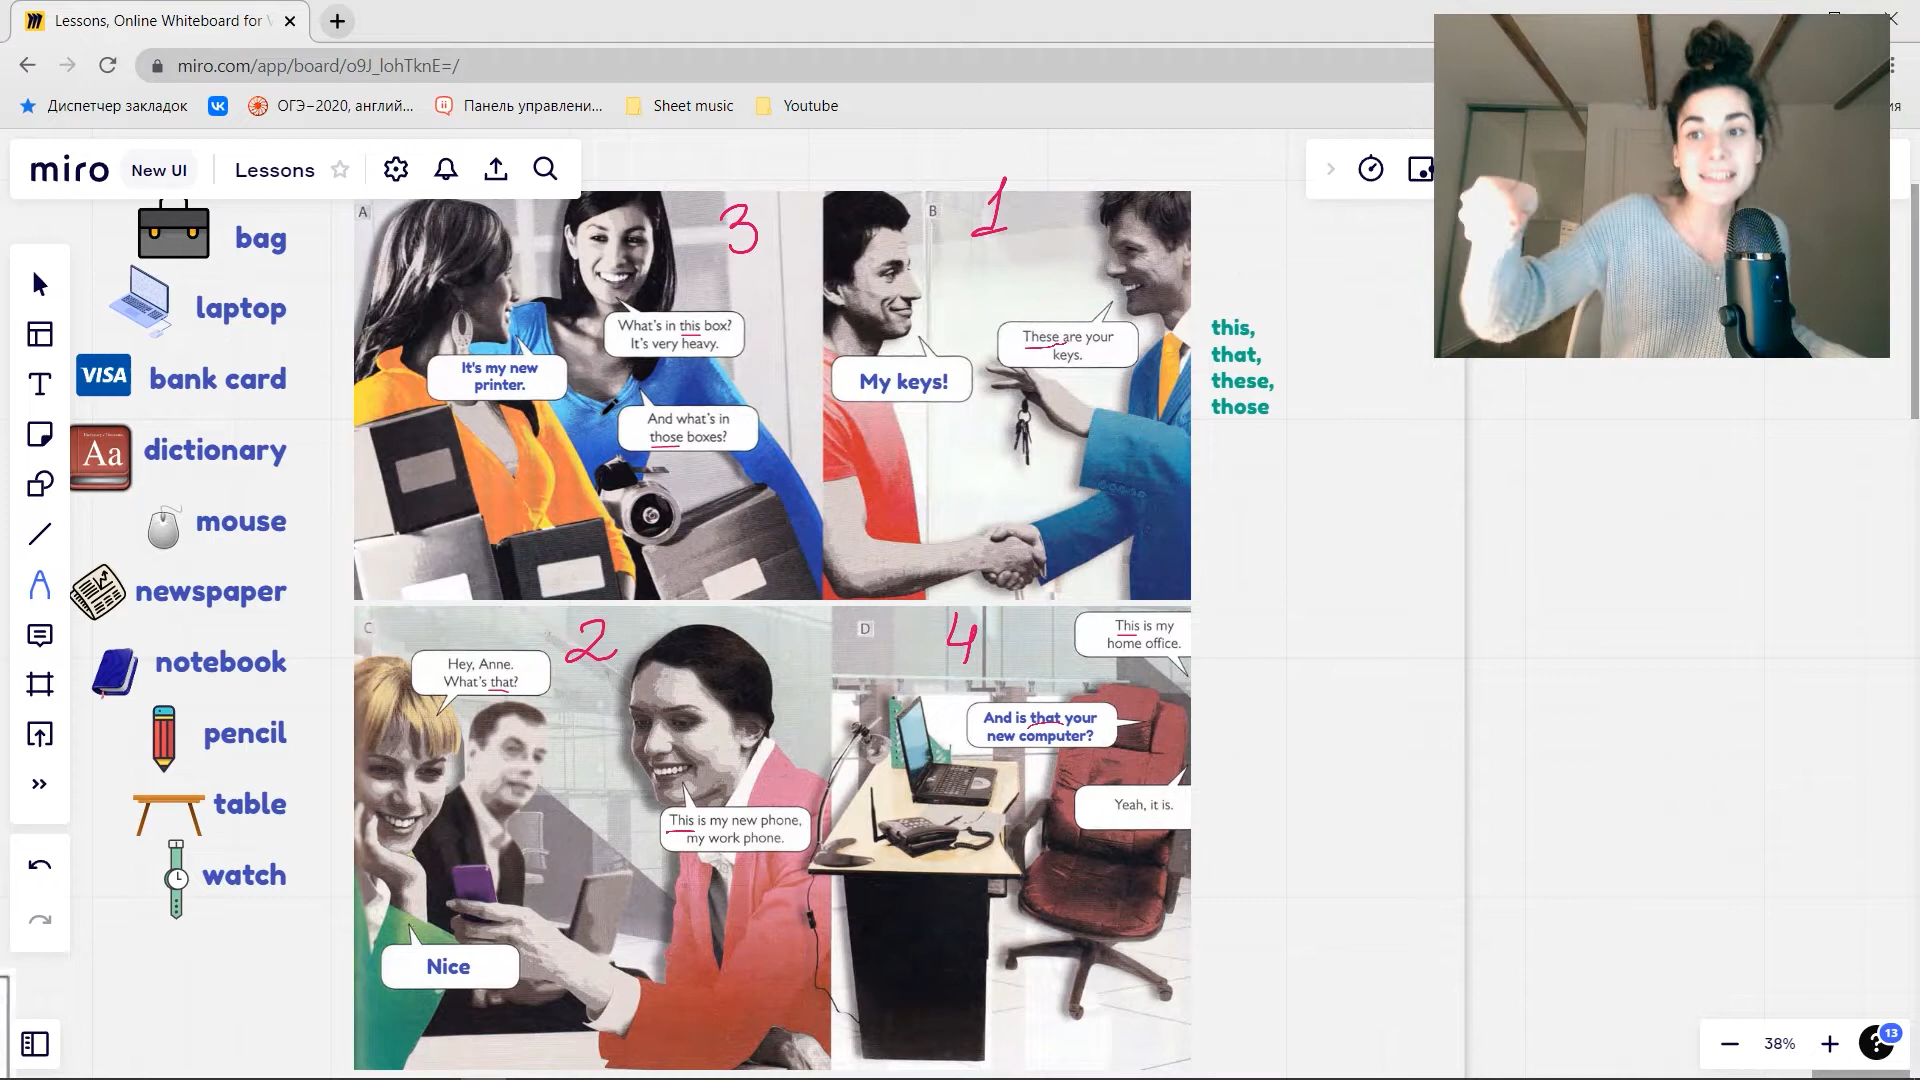 Lessons, Online Whiteboard for
miro.com/app/board/o9J_lohTknE=/
Диспетчер закладок
ОГЭ–2020, англий...
Панель управлени...
Sheet music
Youtube
ия
miro
New UI
Lessons
bag
laptop
VISA
bank card
Aa
dictionary
mouse
newspaper
notebook
pencil
table
watch
A
3
What's in this box?
It's very heavy.
It's my new
printer.
And what's in
those boxes?
B
1
These are your
keys.
My keys!
this,
that,
these,
those
C
2
Hey, Anne.
What's that?
This is my new phone,
my work phone.
Nice
D
4
This is my
home office.
And is that your
new computer?
Yeah, it is.
38%
?
13